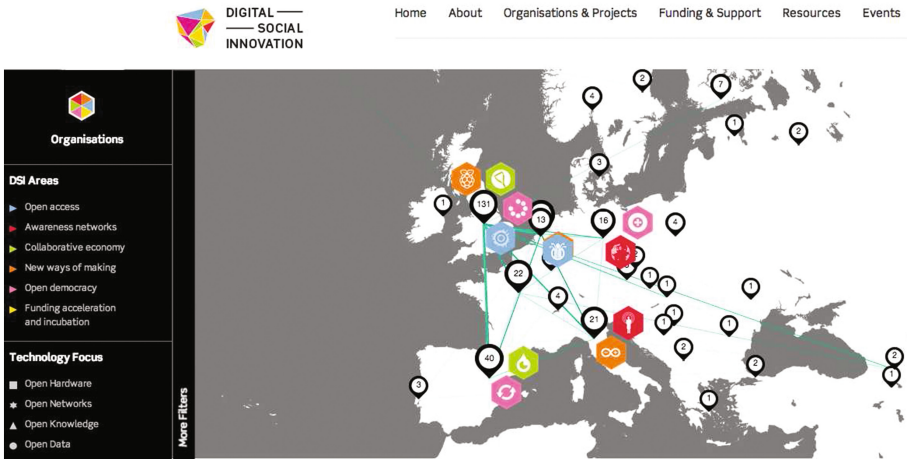 DIGITAL
SOCIAL
INNOVATION
Home About Organisations & Projects Funding & Support Resources Events
Organisations
DSI Areas
Open access
Awareness networks
Collaborative economy
New ways of making
Open democracy
Funding acceleration
and incubation
Technology Focus
Open Hardware
Open Networks
Open Knowledge
Open Data
More Filters
2
7
4
1
2
3
1
131
13
16
4
2
22
1
1
4
1
21
1
1
1
2
40
2
2
1
3
1